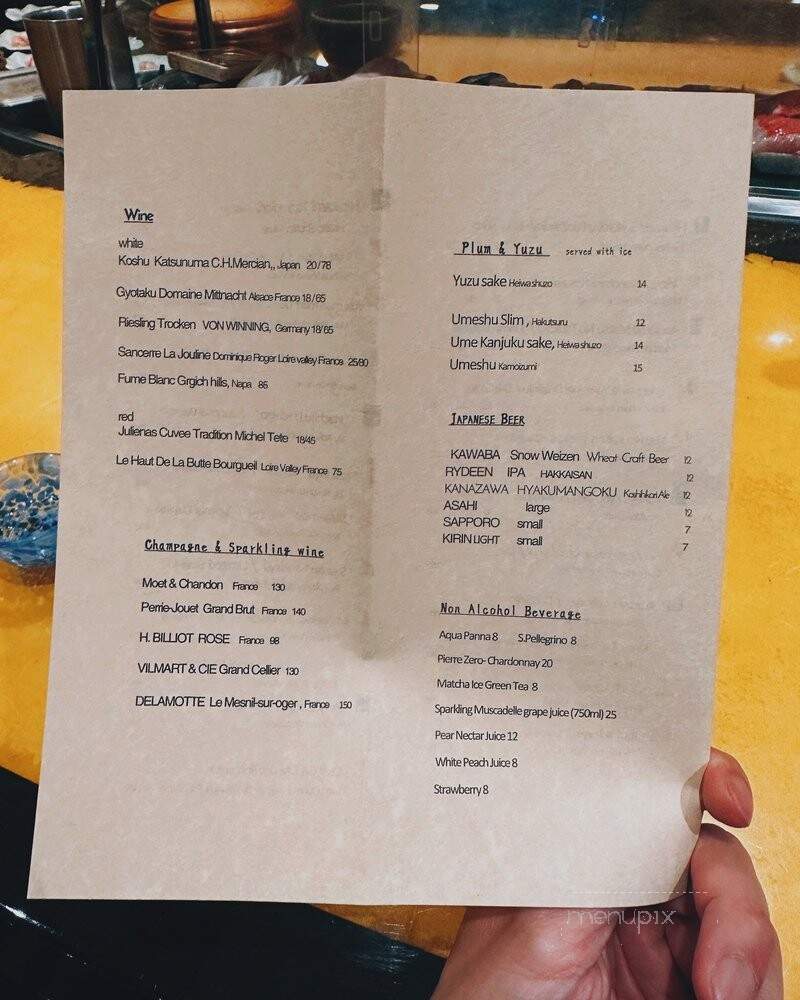 Wine
white
Koshu Katsunuma C.H.Mercian,, Japan 20/78
Gyotaku Domaine Mittnacht Alsace France 18/65
Riesling Trocken VON WINNING, Germany 18/65
Sancerre La Jouline Dominique Roger Loire valley France 25/80
Fume Blanc Grgich hills, Napa 86
red
Julienas Cuvee Tradition Michel Tete 18/45
Le Haut De La Butte Bourgueil Loire Valley France 75
Champagne & Sparkling wine
Moet & Chandon France 130
Perrie-Jouet Grand Brut France 140
H. BILLIOT ROSE France 98
VILMART & CIE Grand Cellier 130
DELAMOTTE Le Mesnil-sur-oger , France 150
Plum & Yuzu served with ice
Yuzu sake Heiwa shuzo 14
Umeshu Slim , Hakutsuru 12
Ume Kanjuku sake, Heiwa shuzo 14
Umeshu Kamoizumi 15
JAPANESE BEER
KAWABA Snow Weizen Wheat Craft Beer 12
RYDEEN IPA HAKKAISAN 12
KANAZAWA HYAKUMANGOKU Koshihikari Ale 12
ASAHI large 12
SAPPORO small 7
KIRIN LIGHT small 7
Non Alcohol Beverage
Aqua Panna 8 S.Pellegrino 8
Pierre Zero- Chardonnay 20
Matcha Ice Green Tea 8
Sparkling Muscadelle grape juice (750ml) 25
Pear Nectar Juice 12
White Peach Juice 8
Strawberry 8
menupix